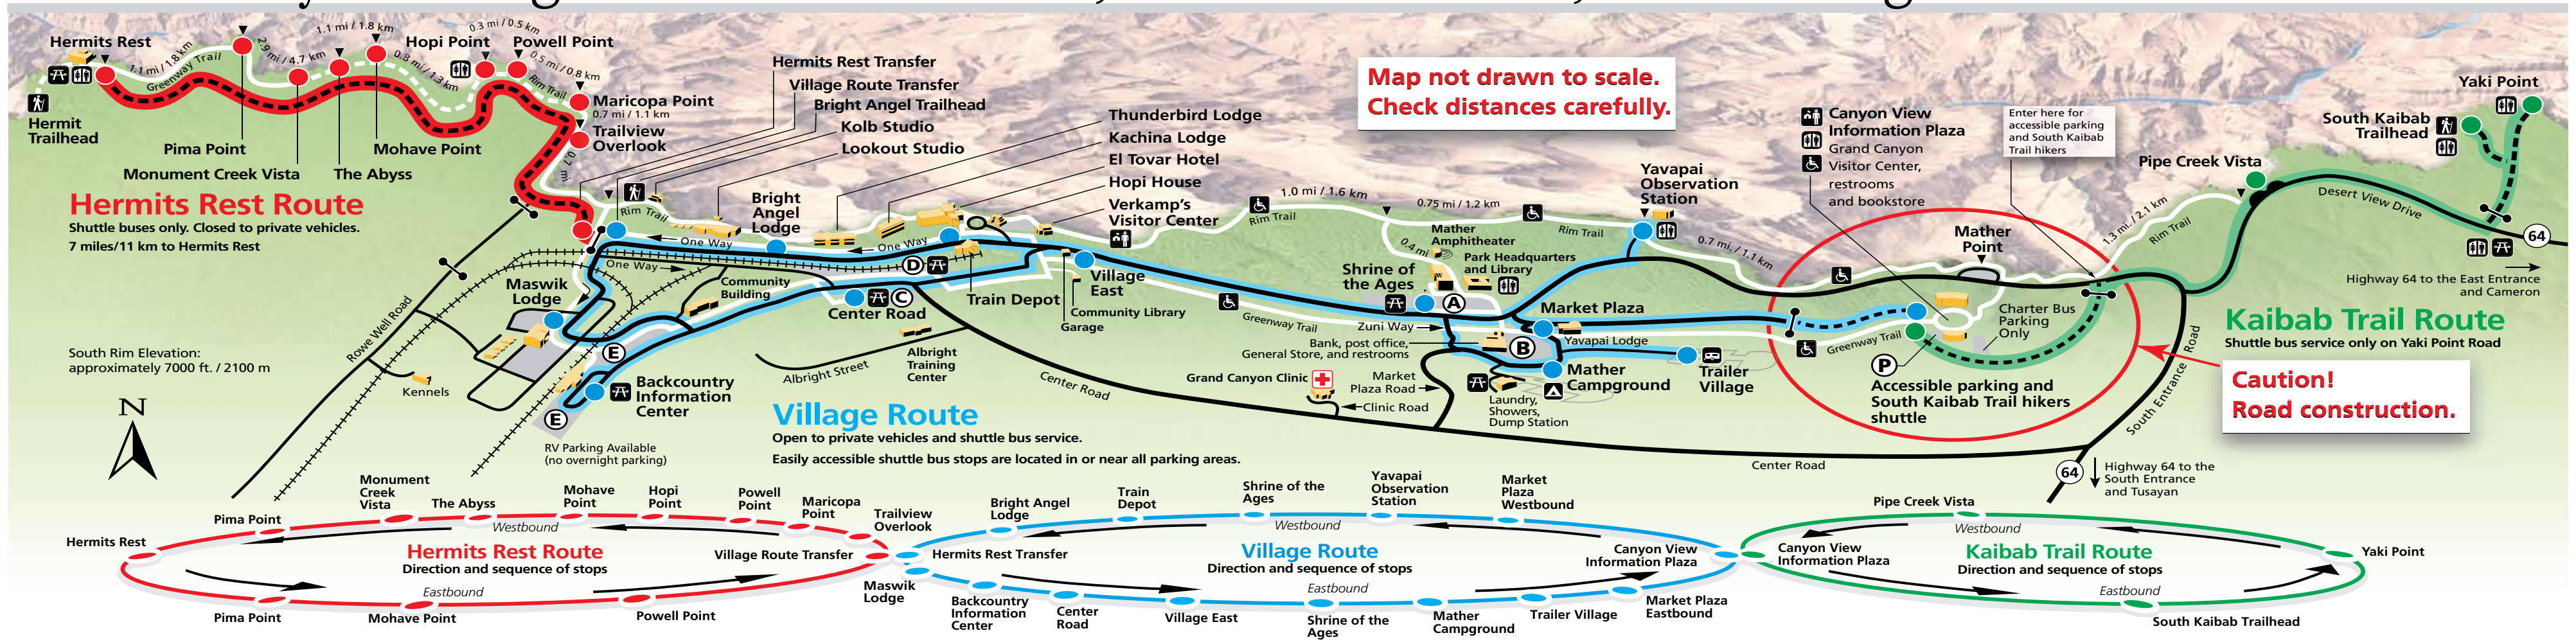 Hermits Rest
1.1 mi / 1.8 km
Greenway Trail
2.9 mi / 4.7 km
1.1 mi / 1.8 km
0.8 mi / 1.3 km
Hopi Point
0.3 mi / 0.5 km
Powell Point
0.5 mi / 0.8 km
Rim Trail
Maricopa Point
0.7 mi / 1.1 km
Trailview
Overlook
0.7 mi
Hermit
Trailhead
Pima Point
Monument Creek Vista
The Abyss
Mohave Point
Hermits Rest Route
Shuttle buses only. Closed to private vehicles.
7 miles/11 km to Hermits Rest
Hermits Rest Transfer
Village Route Transfer
Bright Angel Trailhead
Kolb Studio
Lookout Studio
Thunderbird Lodge
Kachina Lodge
El Tovar Hotel
Hopi House
Verkamp's
Visitor Center
Map not drawn to scale.
Check distances carefully.
Rim Trail
One Way
Bright
Angel
Lodge
One Way
One Way
D
Maswik
Lodge
Community
Building
C
Center Road
Train Depot
Village
East
Community Library
Garage
1.0 mi / 1.6 km
Rim Trail
0.75 mi / 1.2 km
Rim Trail
0.4 mi
Mather
Amphitheater
Park Headquarters
and Library
Shrine of
the Ages
A
Yavapai
Observation
Station
0.7 mi. / 1.1 km
Canyon View
Information Plaza
Grand Canyon
Visitor Center,
restrooms
and bookstore
Enter here for
accessible parking
and South Kaibab
Trail hikers
Mather
Point
1.3 mi. / 2.1 km
Rim Trail
Pipe Creek Vista
South Kaibab
Trailhead
Yaki Point
Desert View Drive
64
Highway 64 to the East Entrance
and Cameron
Kaibab Trail Route
Shuttle bus service only on Yaki Point Road
Caution!
Road construction.
Rowe Well Road
South Rim Elevation:
approximately 7000 ft. / 2100 m
N
Kennels
E
E
Backcountry
Information
Center
RV Parking Available
(no overnight parking)
Albright Street
Albright
Training
Center
Center Road
Village Route
Open to private vehicles and shuttle bus service.
Easily accessible shuttle bus stops are located in or near all parking areas.
Greenway Trail
Zuni Way
Bank, post office,
General Store, and restrooms
B
Market Plaza
Yavapai Lodge
Grand Canyon Clinic
Clinic Road
Market
Plaza Road
Laundry,
Showers,
Dump Station
Mather
Campground
Trailer
Village
Greenway Trail
Charter Bus
Parking
Only
P
Accessible parking and
South Kaibab Trail hikers
shuttle
Center Road
South Entrance Road
64
Highway 64 to the
South Entrance
and Tusayan
Hermits Rest
Pima Point
Monument
Creek
Vista
The Abyss
Mohave
Point
Hopi
Point
Powell
Point
Maricopa
Point
Trailview
Overlook
Westbound
Hermits Rest Route
Direction and sequence of stops
Village Route Transfer
Eastbound
Pima Point
Mohave Point
Powell Point
Hermits Rest Transfer
Bright Angel
Lodge
Train
Depot
Shrine of the
Ages
Yavapai
Observation
Station
Market
Plaza
Westbound
Westbound
Village Route
Direction and sequence of stops
Canyon View
Information Plaza
Eastbound
Maswik
Lodge
Backcountry
Information
Center
Center
Road
Village East
Shrine of the
Ages
Mather
Campground
Trailer Village
Market Plaza
Eastbound
Pipe Creek Vista
Westbound
Canyon View
Information Plaza
Kaibab Trail Route
Direction and sequence of stops
Yaki Point
Eastbound
South Kaibab Trailhead